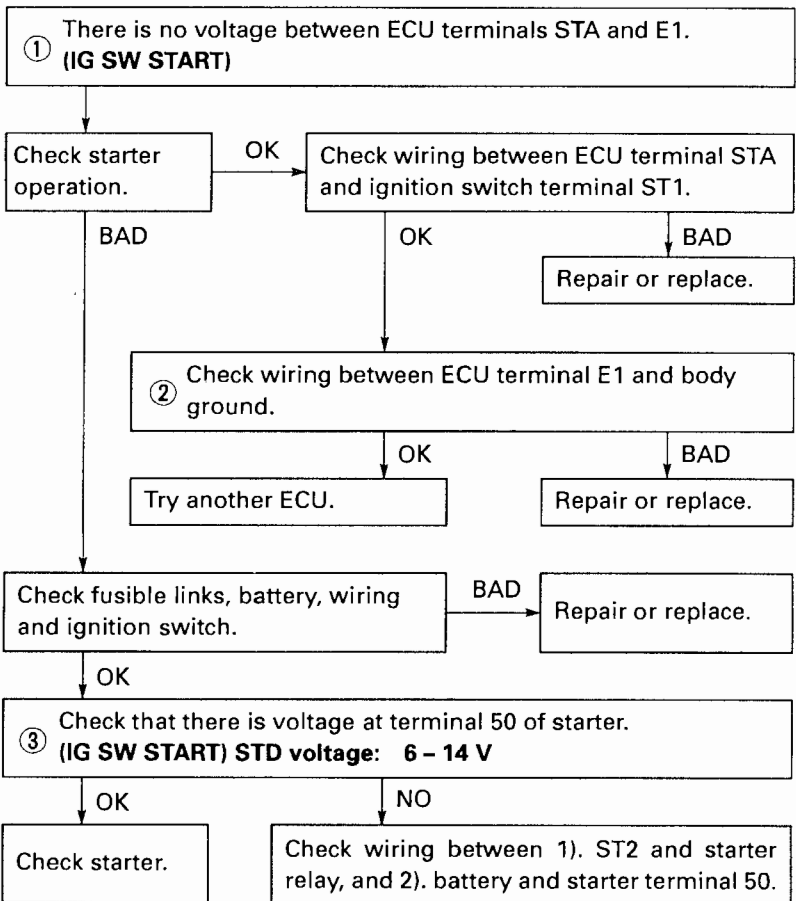 There is no voltage between ECU terminals STA and E1.
① (IG SW START)
Check starter
operation.
OK
Check wiring between ECU terminal STA
and ignition switch terminal ST1.
BAD
OK
BAD
Repair or replace.
② Check wiring between ECU terminal E1 and body
ground.
OK
BAD
Try another ECU.
Repair or replace.
Check fusible links, battery, wiring
and ignition switch.
BAD
Repair or replace.
OK
③ Check that there is voltage at terminal 50 of starter.
(IG SW START) STD voltage: 6 – 14 V
OK
NO
Check starter.
Check wiring between 1). ST2 and starter
relay, and 2). battery and starter terminal 50.